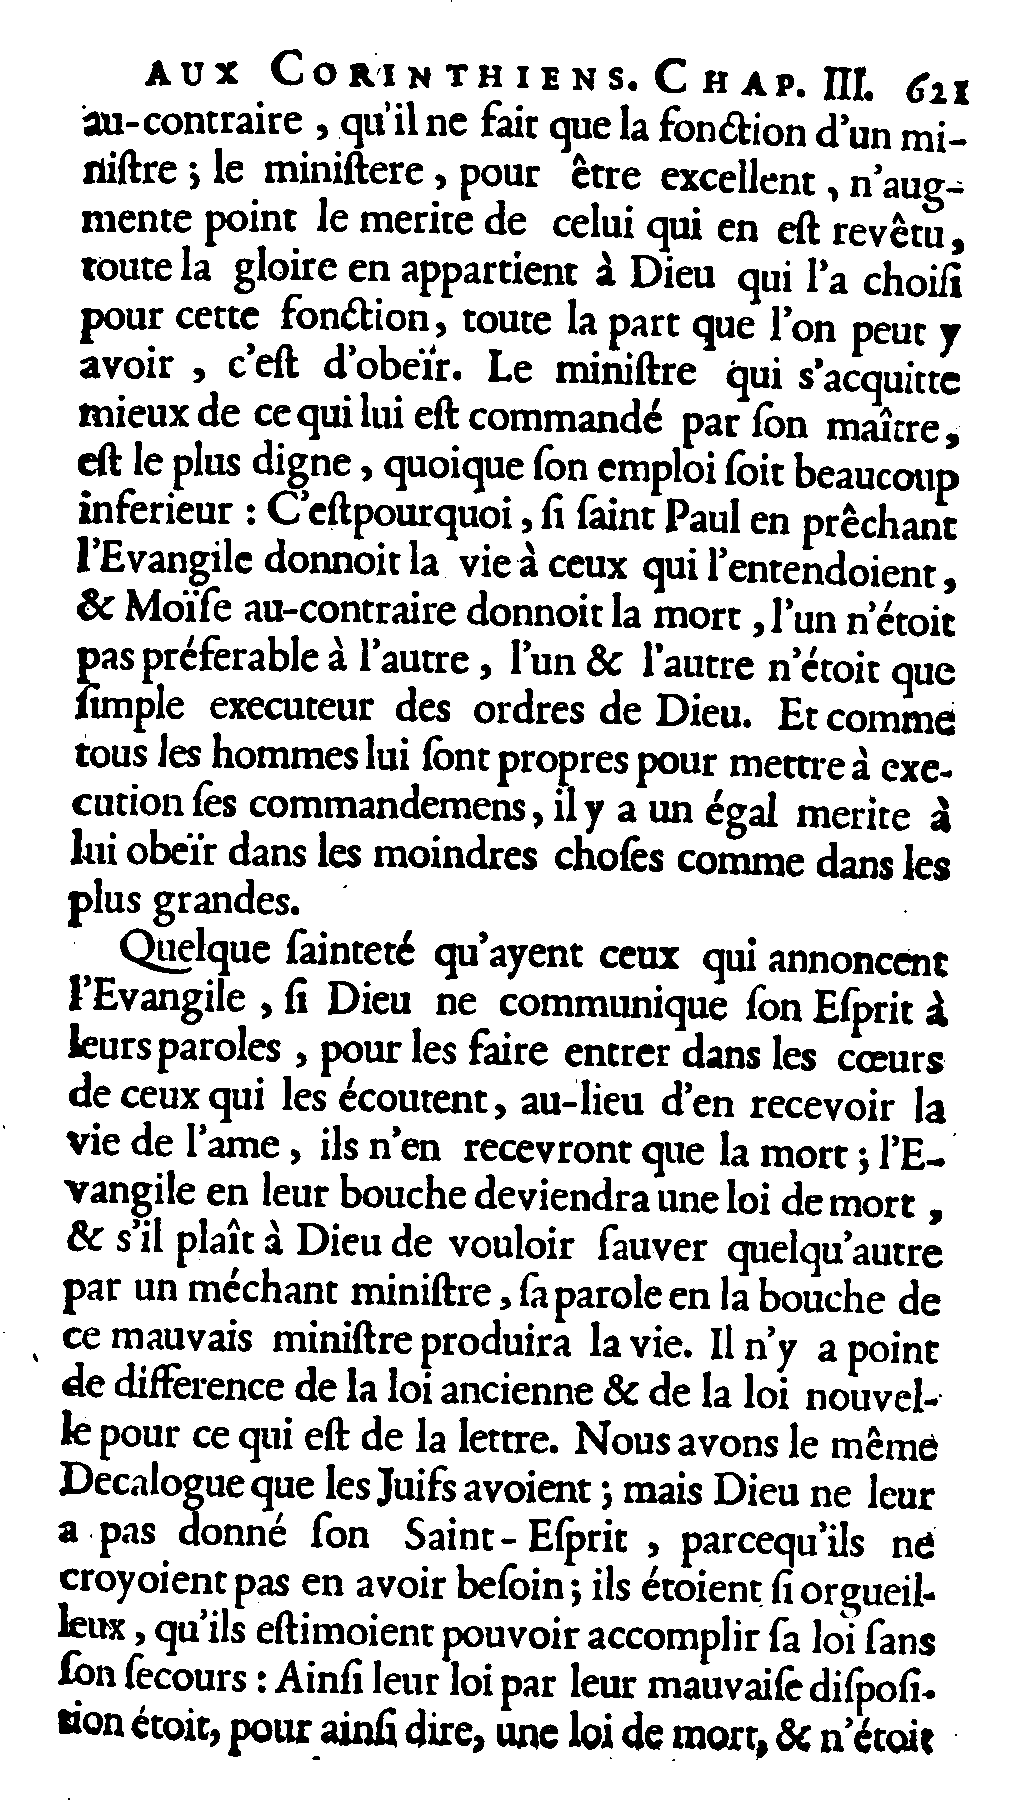 AUX CORINTHIENS. CHAP. III. 621
au-contraire, qu'il ne fait que la fonction d'un mi-
niſtre ; le miniſtere, pour être excellent, n'aug-
mente point le merite de celui qui en eſt revêtu,
toute la gloire en appartient à Dieu qui l'a choiſi
pour cette fonction, toute la part que l'on peut y
avoir, c'eſt d'obeïr. Le miniſtre qui s'acquitte
mieux de ce qui lui eſt commandé par ſon maître,
eſt le plus digne, quoique ſon emploi ſoit beaucoup
inferieur : C'eſtpourquoi, ſi ſaint Paul en prêchant
l'Evangile donnoit la vie à ceux qui l'entendoient,
& Moïſe au-contraire donnoit la mort, l'un n'étoit
pas préferable à l'autre, l'un & l'autre n'étoit que
ſimple executeur des ordres de Dieu. Et comme
tous les hommes lui ſont propres pour mettre à exe-
cution ſes commandemens, il y a un égal merite à
lui obeïr dans les moindres choſes comme dans les
plus grandes.
Quelque ſainteté qu'ayent ceux qui annoncent
l'Evangile, ſi Dieu ne communique ſon Eſprit à
leurs paroles, pour les faire entrer dans les cœurs
de ceux qui les écoutent, au-lieu d'en recevoir la
vie de l'ame, ils n'en recevront que la mort ; l'E-
vangile en leur bouche deviendra une loi de mort,
& s'il plaît à Dieu de vouloir ſauver quelqu'autre
par un méchant miniſtre, ſa parole en la bouche de
ce mauvais miniſtre produira la vie. Il n'y a point
de difference de la loi ancienne & de la loi nouvel-
le pour ce qui eſt de la lettre. Nous avons le même
Decalogue que les Juifs avoient ; mais Dieu ne leur
a pas donné ſon Saint-Eſprit, parcequ'ils ne
croyoient pas en avoir beſoin ; ils étoient ſi orgueil-
leux, qu'ils eſtimoient pouvoir accomplir ſa loi ſans
ſon ſecours : Ainſi leur loi par leur mauvaiſe diſpoſi-
tion étoit, pour ainſi dire, une loi de mort, & n'étoit